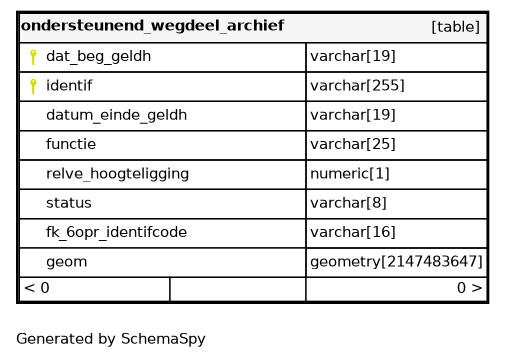 ondersteunend_wegdeel_archief [table]
dat_beg_geldh varchar[19]
identif varchar[255]
datum_einde_geldh varchar[19]
functie varchar[25]
relve_hoogteligging numeric[1]
status varchar[8]
fk_6opr_identifcode varchar[16]
geom geometry[2147483647]
< 0 0 >
Generated by SchemaSpy